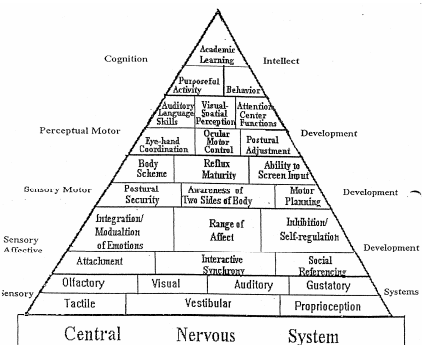 Academic
Learning
Cognition
Intellect
Purposeful
Activity
Behavior
Auditory
Language
Skills
Visual-
Spatial
Perception
Attention
Center
Functions
Perceptual Motor
Development
Eye-hand
Coordination
Ocular
Motor
Control
Postural
Adjustment
Body
Scheme
Reflux
Maturity
Ability to
Screen Input
Sensory Motor
Development
Postural
Security
Awareness of
Two Sides of Body
Motor
Planning
Integration/
Modualtion
of Emotions
Range of
Affect
Inhibition/
Self-regulation
Sensory
Affective
Development
Attachment
Interactive
Synchrony
Social
Referencing
Olfactory
Visual
Auditory
Gustatory
Sensory
Systems
Tactile
Vestibular
Proprioception
Central Nervous System